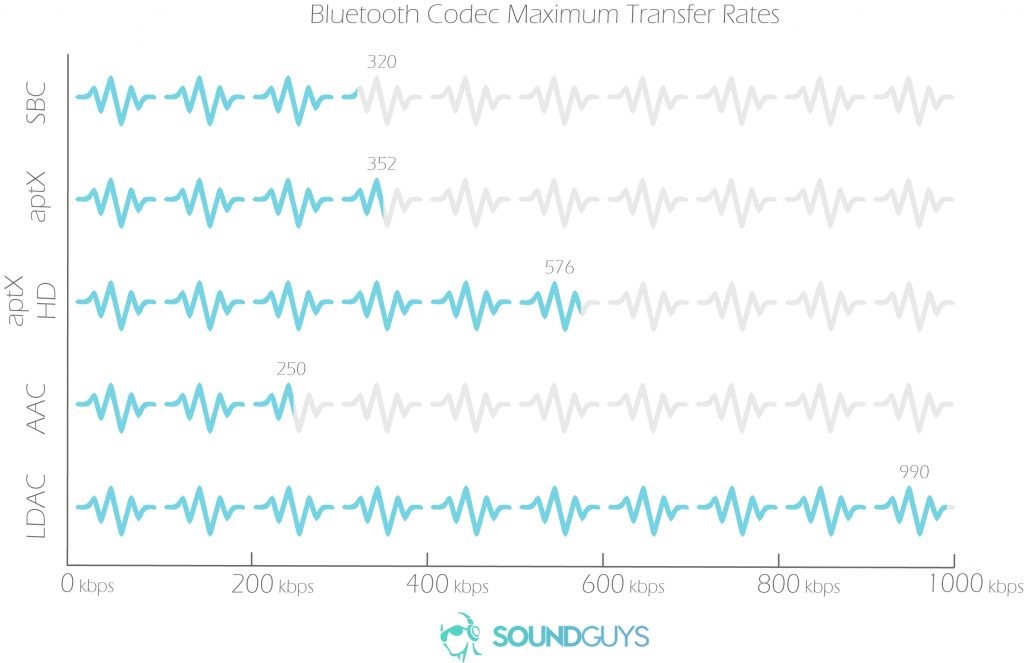 Bluetooth Codec Maximum Transfer Rates
SBC
320
aptX
352
aptX
HD
576
AAC
250
LDAC
990
0 kbps
200 kbps
400 kbps
600 kbps
800 kbps
1000 kbps
SOUNDGUYS